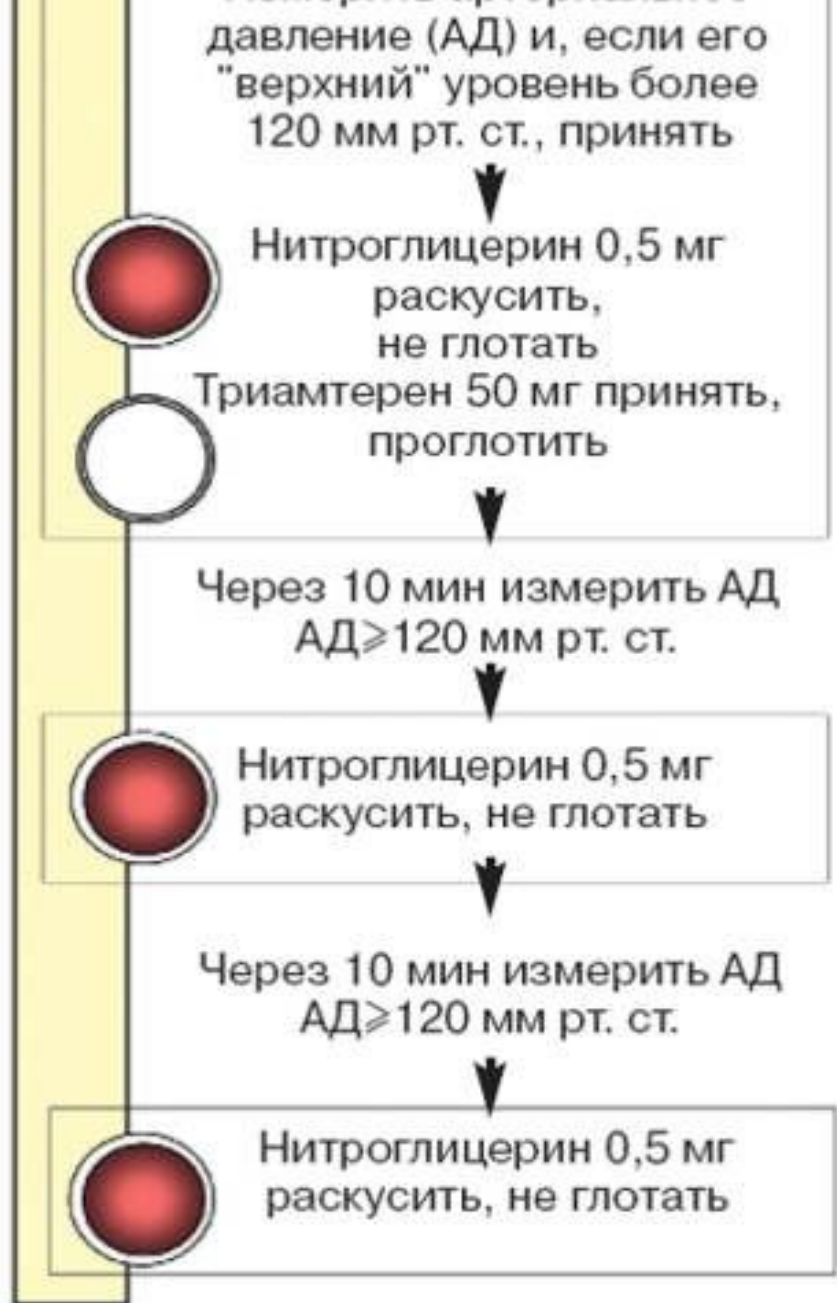 давление (АД) и, если его
"верхний" уровень более
120 мм рт. ст., принять
Нитроглицерин 0,5 мг
раскусить,
не глотать
Триамтерен 50 мг принять,
проглотить
Через 10 мин измерить АД
АД⩾120 мм рт. ст.
Нитроглицерин 0,5 мг
раскусить, не глотать
Через 10 мин измерить АД
АД⩾120 мм рт. ст.
Нитроглицерин 0,5 мг
раскусить, не глотать